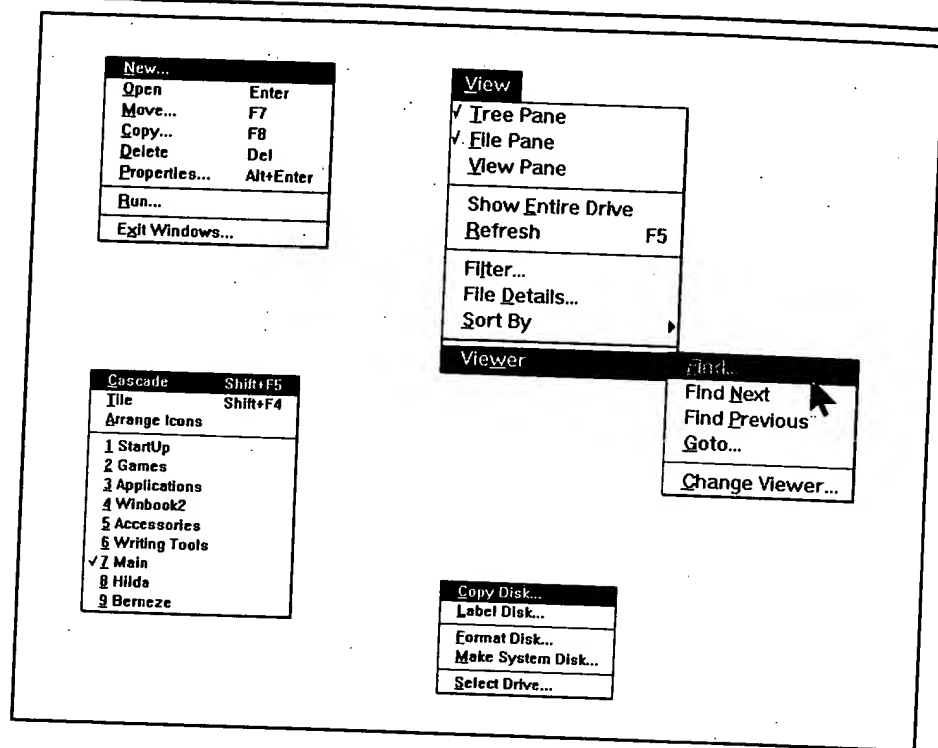 New...
Open Enter
Move... F7
Copy... F8
Delete Del
Properties... Alt+Enter
Run...
Exit Windows...
View
√ Tree Pane
√ File Pane
View Pane
Show Entire Drive
Refresh F5
Filter...
File Details...
Sort By
Viewer
Find...
Find Next
Find Previous
Goto...
Change Viewer...
Cascade Shift+F5
Tile Shift+F4
Arrange Icons
1 StartUp
2 Games
3 Applications
4 Winbook2
5 Accessories
6 Writing Tools
√ 7 Main
8 Hilda
9 Berneze
Copy Disk...
Label Disk...
Format Disk...
Make System Disk...
Select Drive...